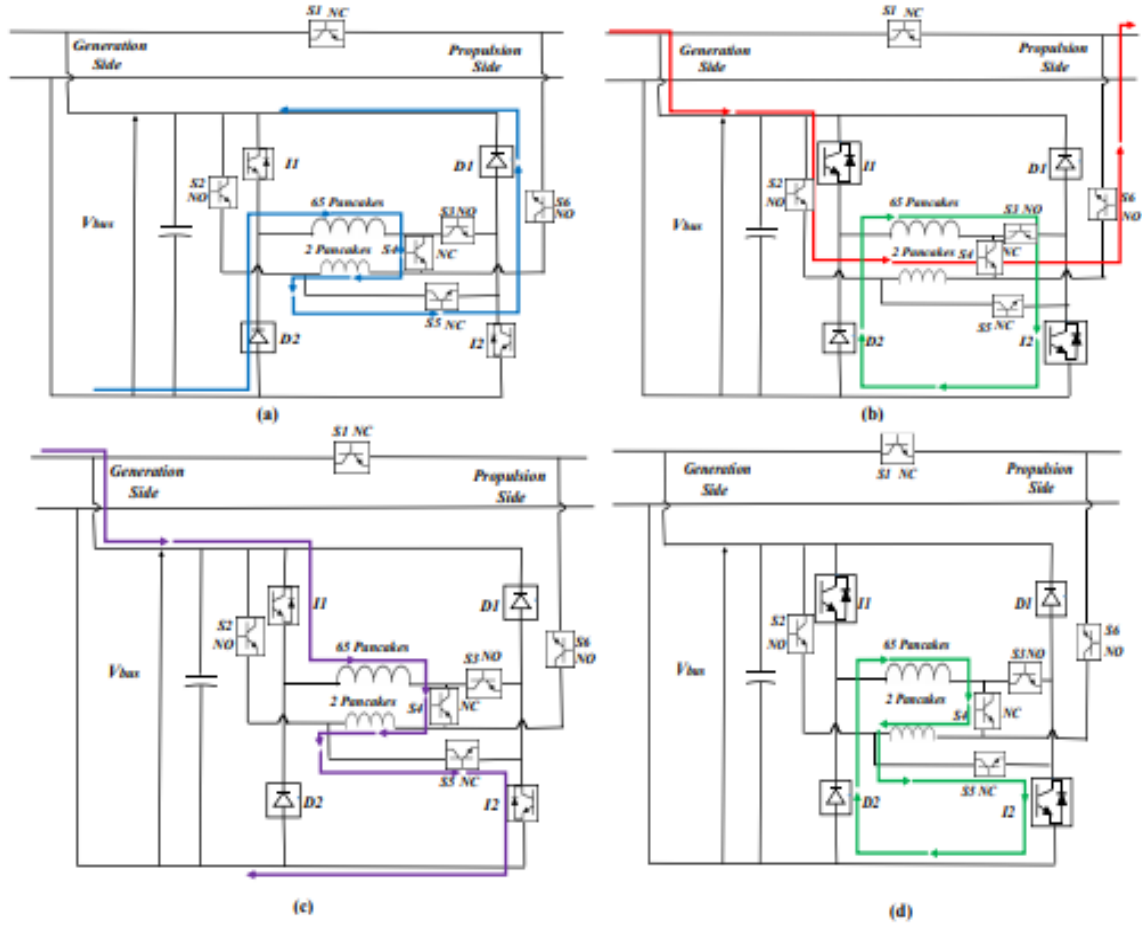 S1 NC
Generation
Side
Propulsion
Side
I1
D1
S2
NO
65 Pancakes
S6
NO
Vbus
S3 NO
2 Pancakes
S4
NC
S5 NC
D2
I2
(a)
S1 NC
Generation
Side
Propulsion
Side
I1
D1
S2
NO
65 Pancakes
S6
NO
Vbus
S3 NO
2 Pancakes
S4
NC
S5
NC
D2
I2
(b)
S1 NC
Generation
Side
Propulsion
Side
I1
D1
S2
NO
65 Pancakes
S3 NO
S6
NO
Vbus
2 Pancakes
S4
NC
S5 NC
D2
I2
(c)
S1 NC
Generation
Side
Propulsion
Side
I1
D1
S2
NO
65 Pancakes
S3 NO
S6
NO
Vbus
2 Pancakes
S4
NC
S5 NC
D2
I2
(d)